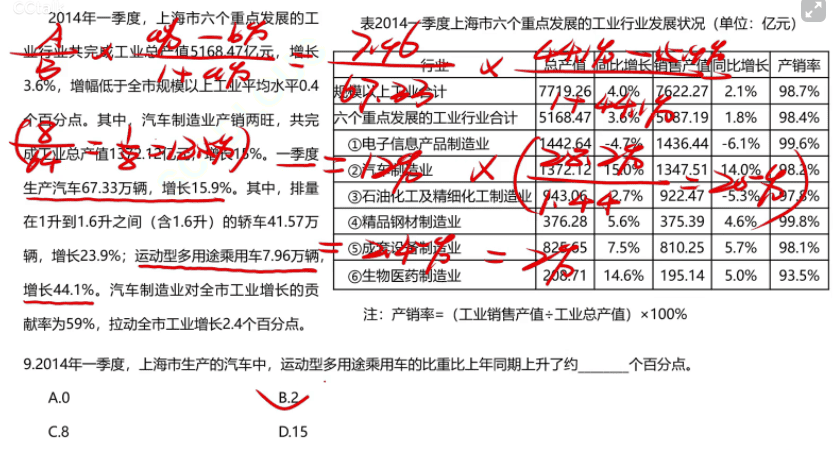 2014年一季度，上海市六个重点发展的工
业行业共完成工业总产值5168.47亿元，增长
3.6%，增幅低于全市规模以上工业平均水平0.4
个百分点。其中，汽车制造业产销两旺，共完
成工业总产值1372.12亿元，增长15%。一季度
生产汽车67.33万辆，增长15.9%。其中，排量
在1升到1.6升之间（含1.6升）的轿车41.57万
辆，增长23.9%；运动型多用途乘用车7.96万辆，
增长44.1%。汽车制造业对全市工业增长的贡
献率为59%，拉动全市工业增长2.4个百分点。
表2014一季度上海市六个重点发展的工业行业发展状况（单位：亿元）
行业 总产值 同比增长 销售产值 同比增长 产销率
规模以上工业合计 7719.26 4.0% 7622.27 2.1% 98.7%
六个重点发展的工业行业合计 5168.47 3.6% 5087.19 1.8% 98.4%
①电子信息产品制造业 1442.64 -4.7% 1436.44 -6.1% 99.6%
②汽车制造业 1372.12 15.0% 1347.51 14.0% 98.2%
③石油化工及精细化工制造业 943.06 2.7% 922.47 -5.3% 97.8%
④精品钢材制造业 376.28 5.6% 375.39 4.6% 99.8%
⑤成套设备制造业 825.65 7.5% 810.25 5.7% 98.1%
⑥生物医药制造业 208.71 14.6% 195.14 5.0% 93.5%
注：产销率=（工业销售产值÷工业总产值）×100%
A/B × (a% - b%)/(1+a%) = 7.96/67.33 × (44.1% - 15.9%)/(1+44.1%)
(8/64 = 1/8 = 12.5%) = 12% × (28.2%/1.44 = 20%)
= 2.4% = 2%
9.2014年一季度，上海市生产的汽车中，运动型多用途乘用车的比重比上年同期上升了约______个百分点。
A.0
B.2
C.8
D.15